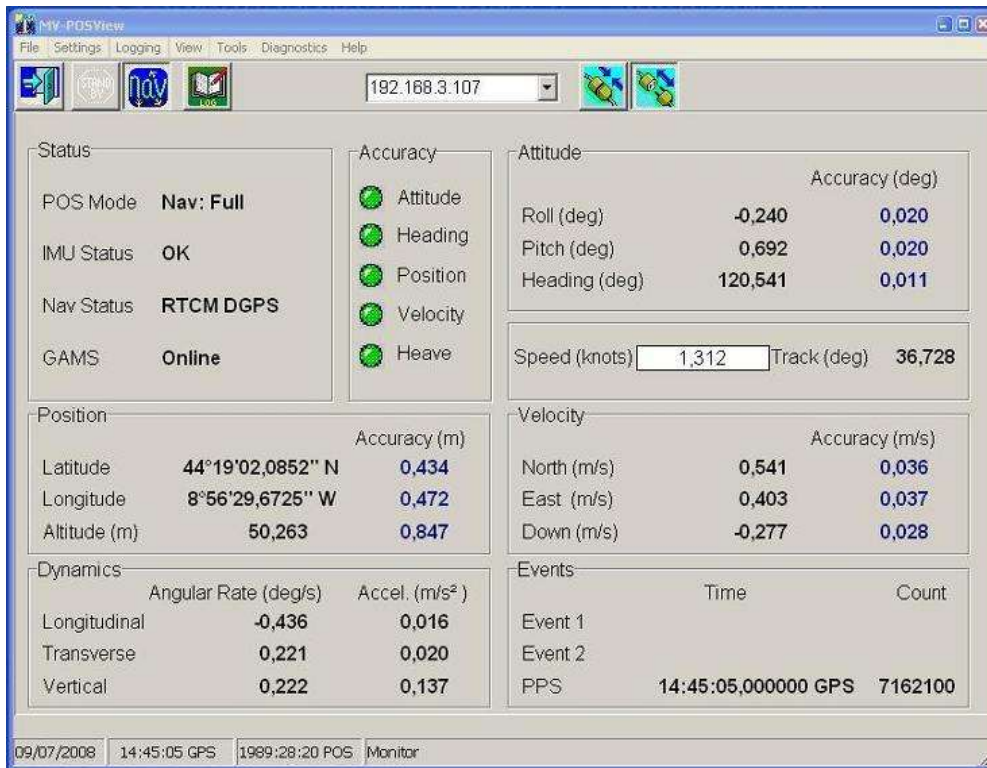 MV-POSView
File Settings Logging View Tools Diagnostics Help
STAND BY nav LOG 192.168.3.107
Status
POS Mode Nav: Full
IMU Status OK
Nav Status RTCM DGPS
GAMS Online
Accuracy
Attitude
Heading
Position
Velocity
Heave
Attitude
Accuracy (deg)
Roll (deg) -0,240 0,020
Pitch (deg) 0,692 0,020
Heading (deg) 120,541 0,011
Speed (knots) 1,312 Track (deg) 36,728
Position
Accuracy (m)
Latitude 44°19'02,0852" N 0,434
Longitude 8°56'29,6725" W 0,472
Altitude (m) 50,263 0,847
Velocity
Accuracy (m/s)
North (m/s) 0,541 0,036
East (m/s) 0,403 0,037
Down (m/s) -0,277 0,028
Dynamics
Angular Rate (deg/s) Accel. (m/s²)
Longitudinal -0,436 0,016
Transverse 0,221 0,020
Vertical 0,222 0,137
Events
Time Count
Event 1
Event 2
PPS 14:45:05,000000 GPS 7162100
09/07/2008 14:45:05 GPS 1989:28:20 POS Monitor